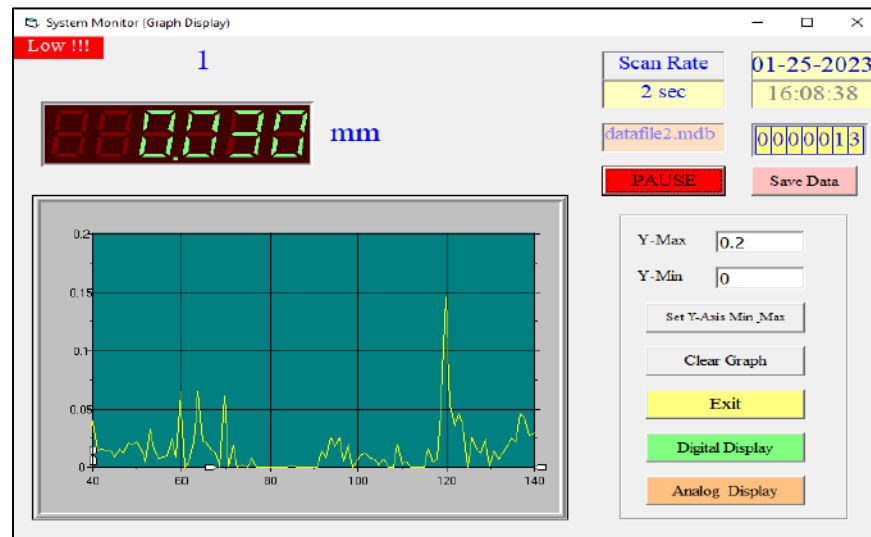 System Monitor (Graph Display)
Low !!!
1
Scan Rate
01-25-2023
2 sec
16:08:38
0.030
mm
datafile2.mdb
0000013
PAUSE
Save Data
Y-Max 0.2
Y-Min 0
Set Y-Axis Min_Max
Clear Graph
Exit
Digital Display
Analog Display
0.2
0.15
0.1
0.05
0
40 60 80 100 120 140